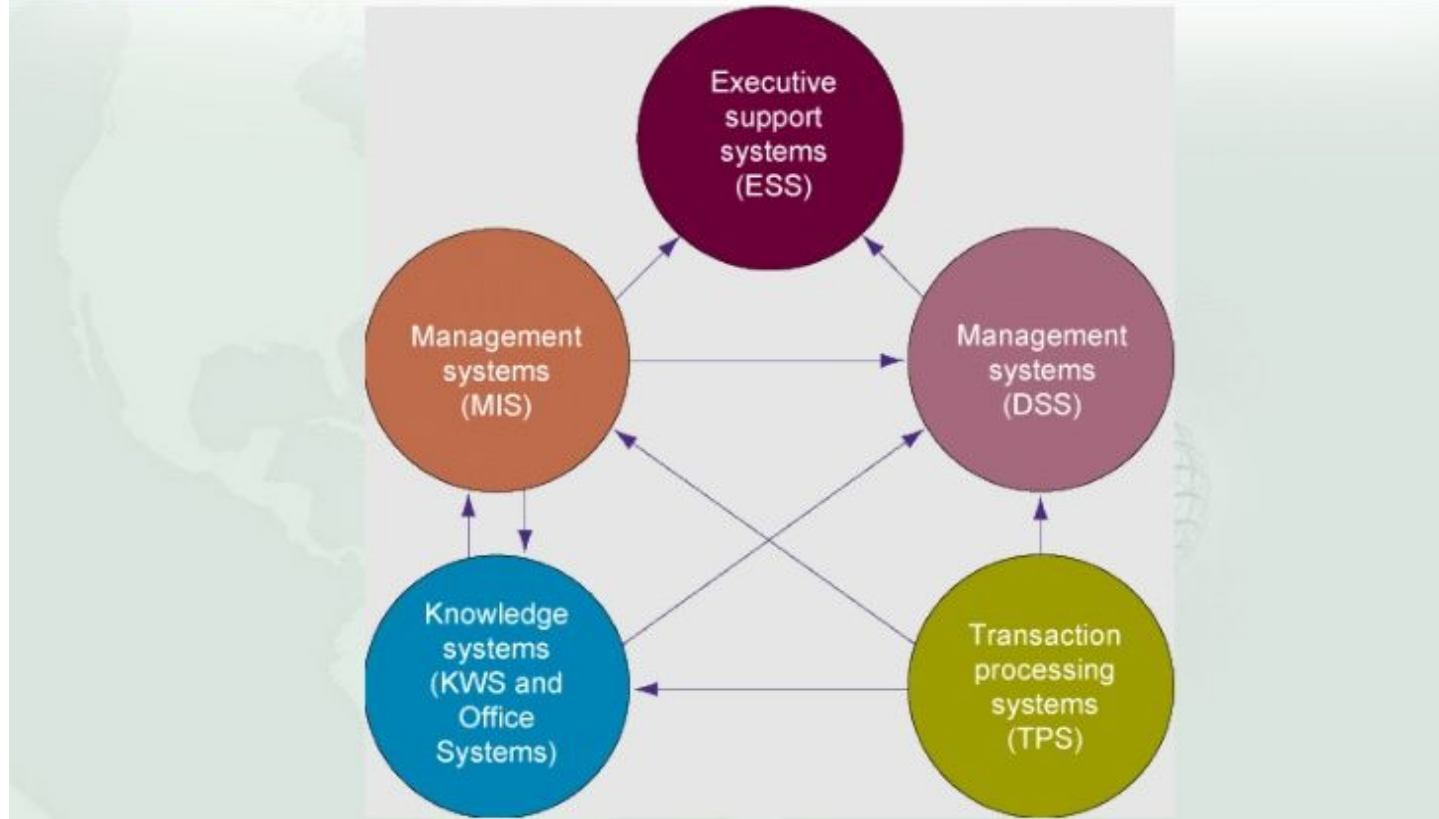 Executive
support
systems
(ESS)
Management
systems
(MIS)
Management
systems
(DSS)
Knowledge
systems
(KWS and
Office
Systems)
Transaction
processing
systems
(TPS)